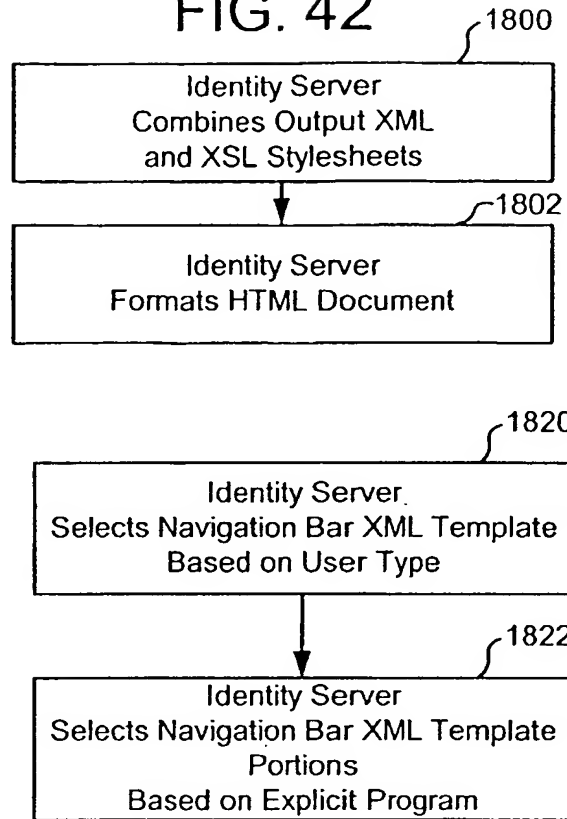 FIG. 42
1800
Identity Server
Combines Output XML
and XSL Stylesheets
1802
Identity Server
Formats HTML Document
1820
Identity Server
Selects Navigation Bar XML Template
Based on User Type
1822
Identity Server
Selects Navigation Bar XML Template
Portions
Based on Explicit Program